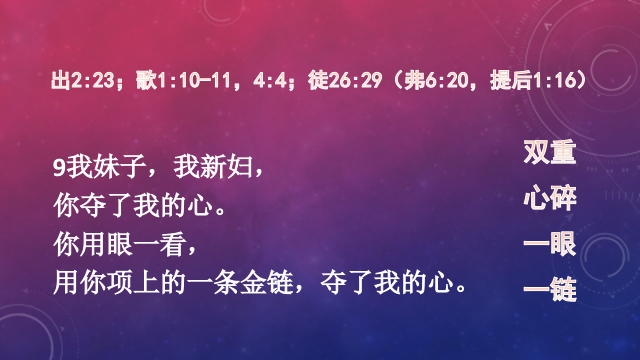 出2:23；歌1:10-11，4:4；徒26:29（弗6:20，提后1:16）
9我妹子，我新妇，
你夺了我的心。
你用眼一看，
用你项上的一条金链，夺了我的心。
双重
心碎
一眼
一链